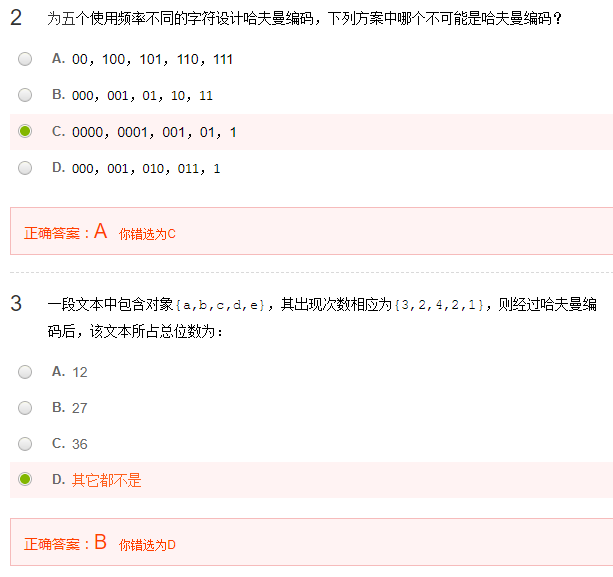 2 为五个使用频率不同的字符设计哈夫曼编码，下列方案中哪个不可能是哈夫曼编码？
A. 00，100，101，110，111
B. 000，001，01，10，11
C. 0000，0001，001，01，1
D. 000，001，010，011，1
正确答案：A 你错选为C
3 一段文本中包含对象{a,b,c,d,e}，其出现次数相应为{3,2,4,2,1}，则经过哈夫曼编
码后，该文本所占总位数为：
A. 12
B. 27
C. 36
D. 其它都不是
正确答案：B 你错选为D